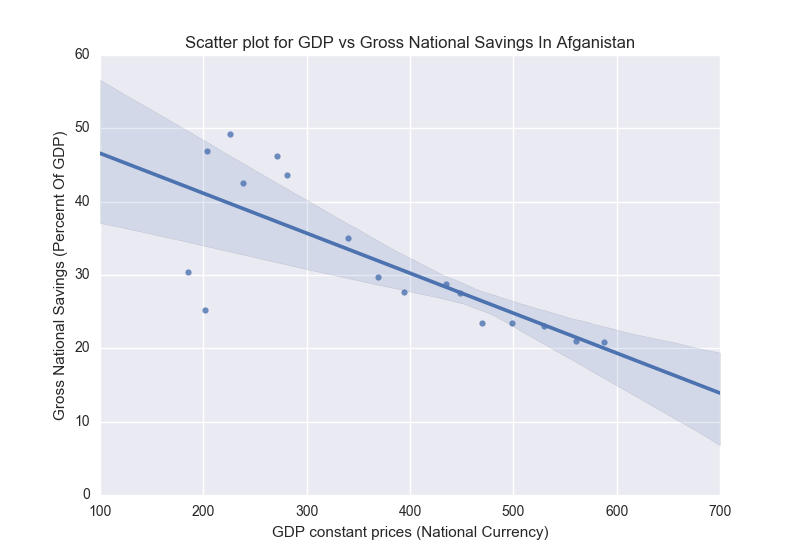 Scatter plot for GDP vs Gross National Savings In Afganistan
60
50
40
30
20
10
0
Gross National Savings (Percernt Of GDP)
100 200 300 400 500 600 700
GDP constant prices (National Currency)